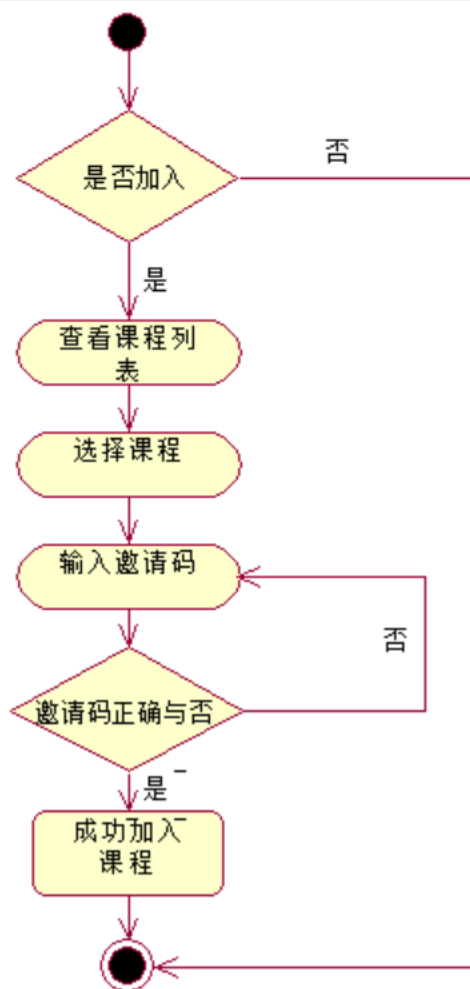 否
是否加入
是
查看课程列
表
选择课程
输入邀请码
否
邀请码正确与否
是
成功加入
课程